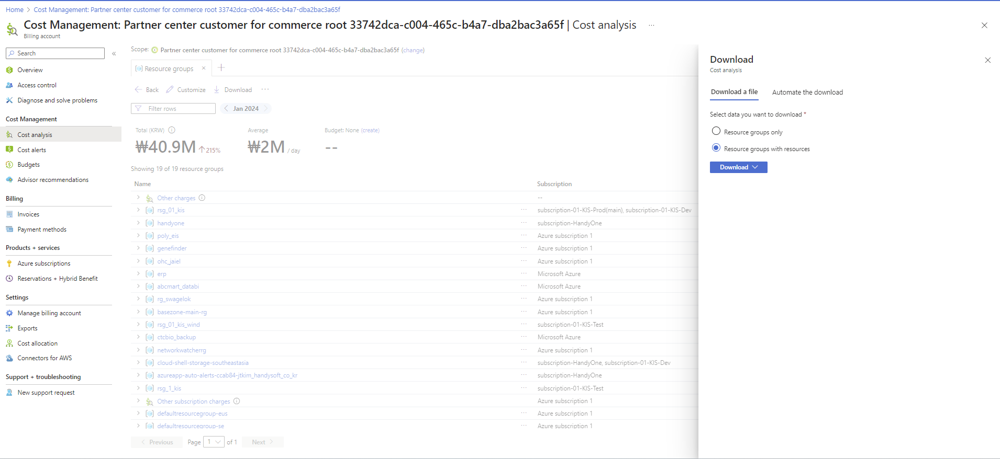 Home > Cost Management: Partner center customer for commerce root 33742dca-c004-465c-b4a7-dba2bac3a65f
Cost Management: Partner center customer for commerce root 33742dca-c004-465c-b4a7-dba2bac3a65f | Cost analysis ...
Billing account
Search «
Overview
Access control
Diagnose and solve problems
Cost Management
Cost analysis
Cost alerts
Budgets
Advisor recommendations
Billing
Invoices
Payment methods
Products + services
Azure subscriptions
Reservations + Hybrid Benefit
Settings
Manage billing account
Exports
Cost allocation
Connectors for AWS
Support + troubleshooting
New support request
Scope: Partner center customer for commerce root 33742dca-c004-465c-b4a7-dba2bac3a65f (change)
Resource groups
Back Customize Download ...
Filter rows Jan 2024
Total (KRW) Average Budget: None (create)
₩40.9M ↑215% ₩2M / day --
Showing 19 of 19 resource groups
Name Subscription
Other charges --
rsg_01_kis ... subscription-01-KIS-Prod(main), subscription-01-KIS-Dev
handyone ... subscription-HandyOne
poly_eis ... Azure subscription 1
genefinder ... Azure subscription 1
ohc_jaiel ... Azure subscription 1
erp ... Microsoft Azure
abcmart_databi ... Microsoft Azure
rg_swagelok ... Azure subscription 1
basezone-main-rg ... Azure subscription 1
rsg_01_kis_wind ... subscription-01-KIS-Test
ctcbio_backup ... Microsoft Azure
networkwatcherrg ... Azure subscription 1
cloud-shell-storage-southeastasia ... subscription-HandyOne, subscription-01-KIS-Dev
azureapp-auto-alerts-ccab84-jtkim_handysoft_co_kr ... subscription-HandyOne
rsg_1_kis ... subscription-01-KIS-Test
Other subscription charges Azure subscription 1
defaultresourcegroup-eus ... Azure subscription 1
defaultresourcegroup-se ... Azure subscription 1
< Previous Page 1 of 1 Next >
Download
Cost analysis
Download a file Automate the download
Select data you want to download *
Resource groups only
Resource groups with resources
Download